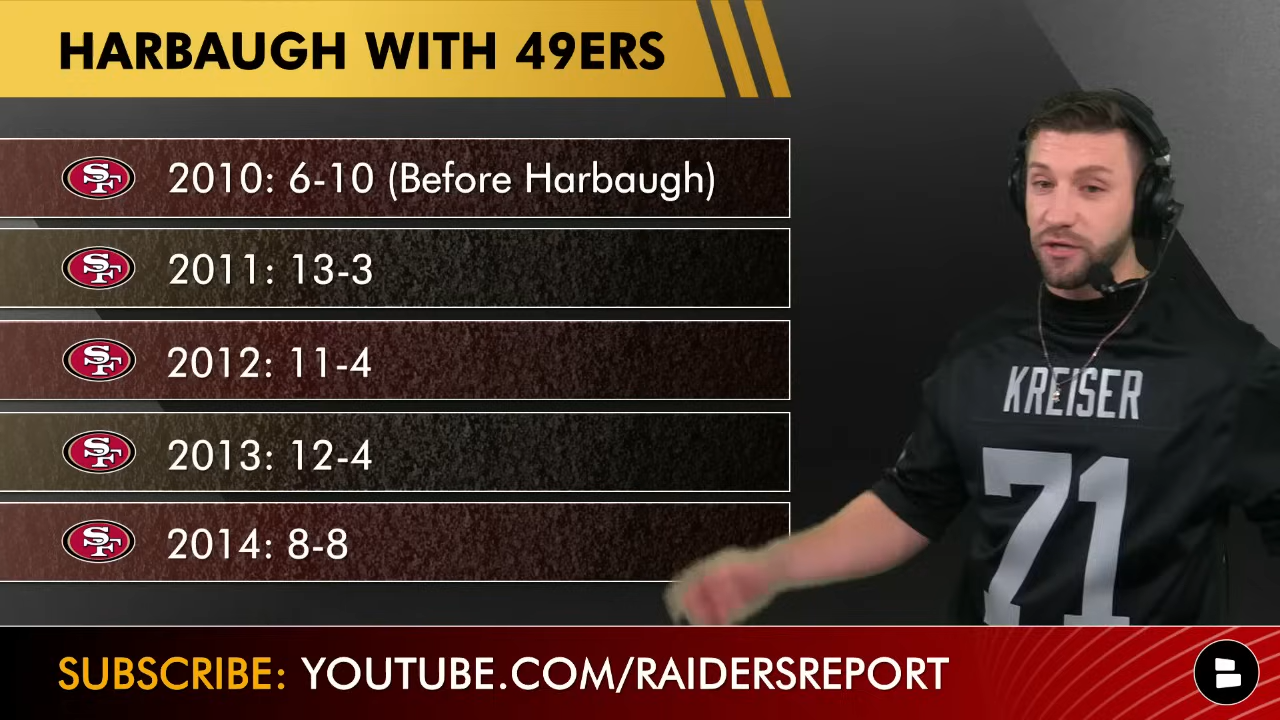 HARBAUGH WITH 49ERS
SF 2010: 6-10 (Before Harbaugh)
SF 2011: 13-3
SF 2012: 11-4
SF 2013: 12-4
SF 2014: 8-8
KREISER
71
SUBSCRIBE: YOUTUBE.COM/RAIDERSREPORT
B